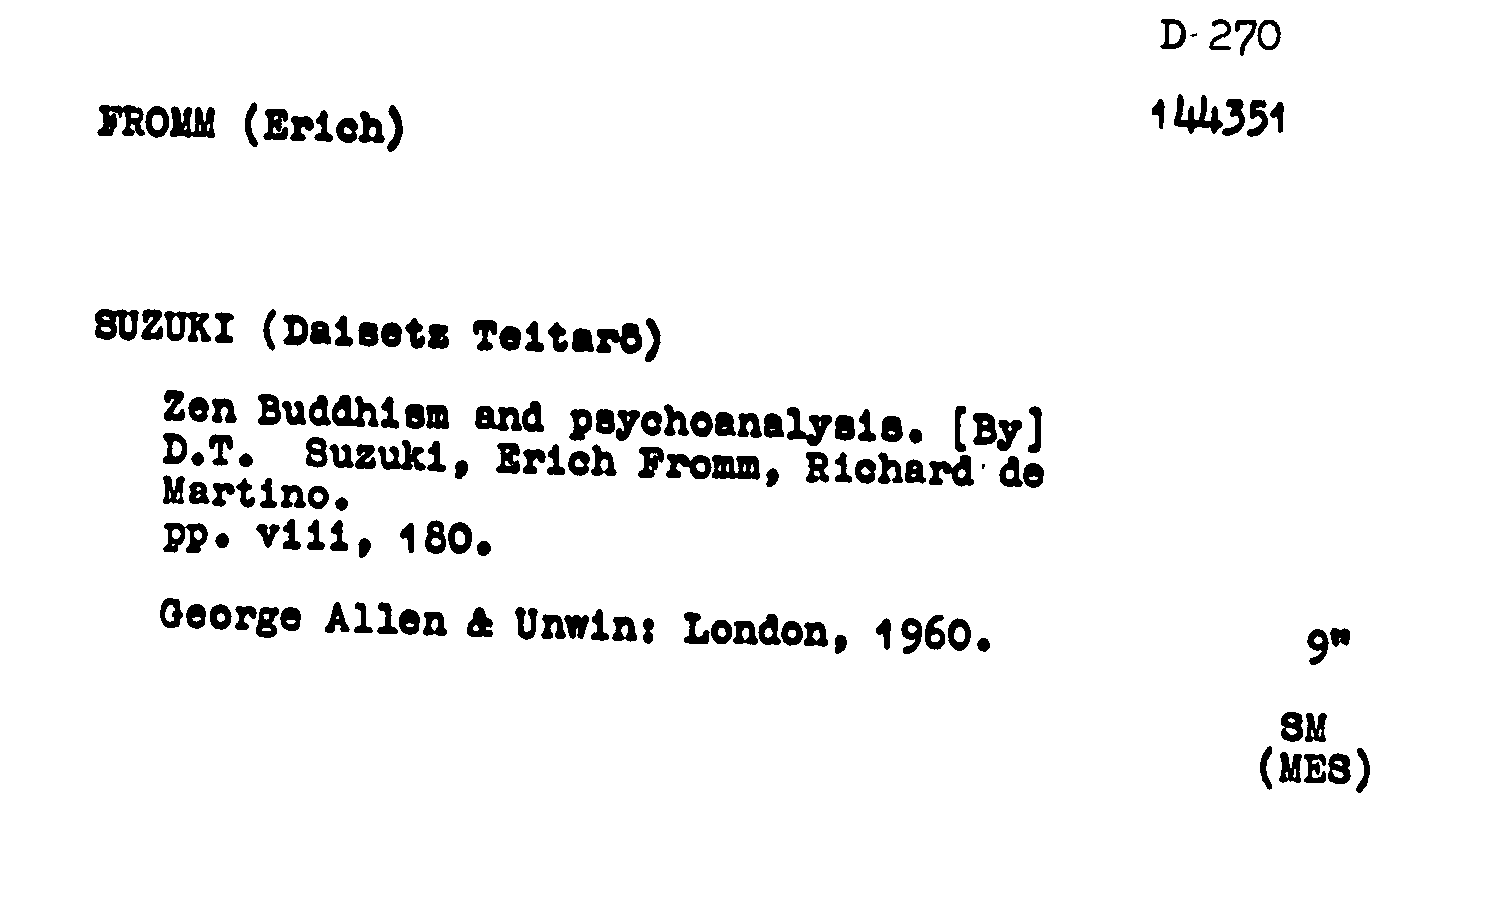 D-270
FROMM (Erich)
144351
SUZUKI (Daisetz Teitarō)
Zen Buddhism and psychoanalysis. [By]
D.T. Suzuki, Erich Fromm, Richard de
Martino.
pp. viii, 180.
George Allen & Unwin: London, 1960.
9"
SM
(MES)